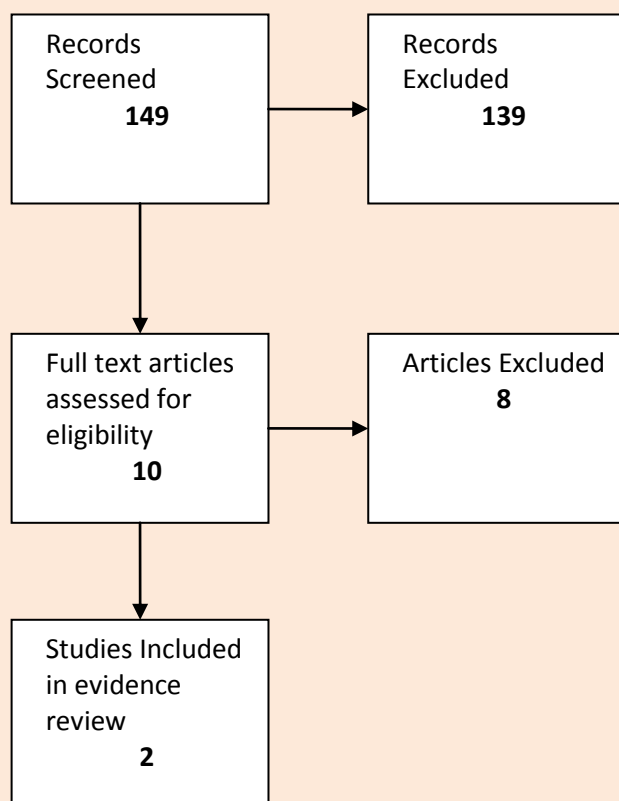 Records
Screened
149
Records
Excluded
139
Full text articles
assessed for
eligibility
10
Articles Excluded
8
Studies Included
in evidence
review
2